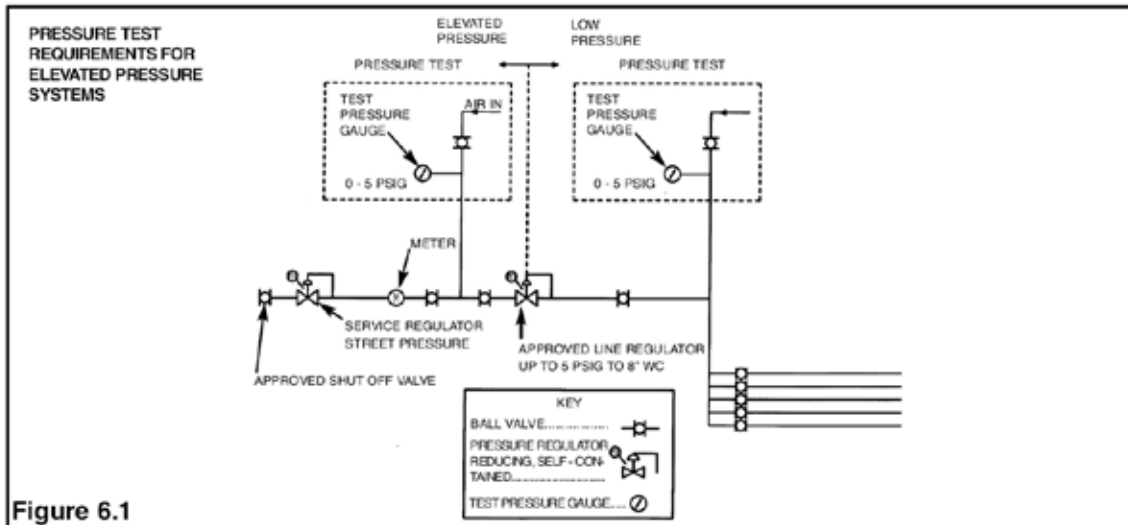 PRESSURE TEST
REQUIREMENTS FOR
ELEVATED PRESSURE
SYSTEMS
ELEVATED
PRESSURE
LOW
PRESSURE
PRESSURE TEST
PRESSURE TEST
TEST
PRESSURE
GAUGE
AIR IN
0 - 5 PSIG
TEST
PRESSURE
GAUGE
0 - 5 PSIG
METER
SERVICE REGULATOR
STREET PRESSURE
APPROVED LINE REGULATOR
UP TO 5 PSIG TO 8" WC
APPROVED SHUT OFF VALVE
KEY
BALL VALVE..................
PRESSURE REGULATOR
REDUCING, SELF - CON-
TAINED.........................
TEST PRESSURE GAUGE.....
Figure 6.1